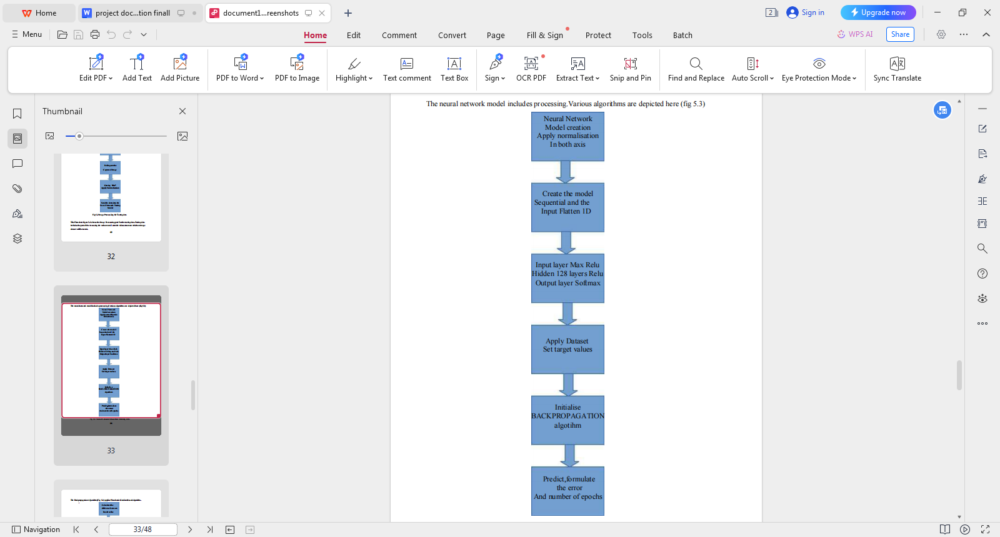 Home
project doc...tion finall
document1...reenshots
2
Sign in
Upgrade now
Menu
Home
Edit
Comment
Convert
Page
Fill & Sign
Protect
Tools
Batch
WPS AI
Share
Edit PDF
Add Text
Add Picture
PDF to Word
PDF to Image
Highlight
Text comment
Text Box
Sign
OCR PDF
Extract Text
Snip and Pin
Find and Replace
Auto Scroll
Eye Protection Mode
Sync Translate
Thumbnail
32
33
The neural network model includes processing.Various algorithms are depicted here (fig 5.3)
Neural Network
Model creation
Apply normalisation
In both axis
Create the model
Sequential and the
Input Flatten 1D
Input layer Max Relu
Hidden 128 layers Relu
Output layer Softmax
Apply Dataset
Set target values
Initialise
BACKPROPAGATION
algotihm
Predict,formulate
the error
And number of epochs
Navigation
33/48